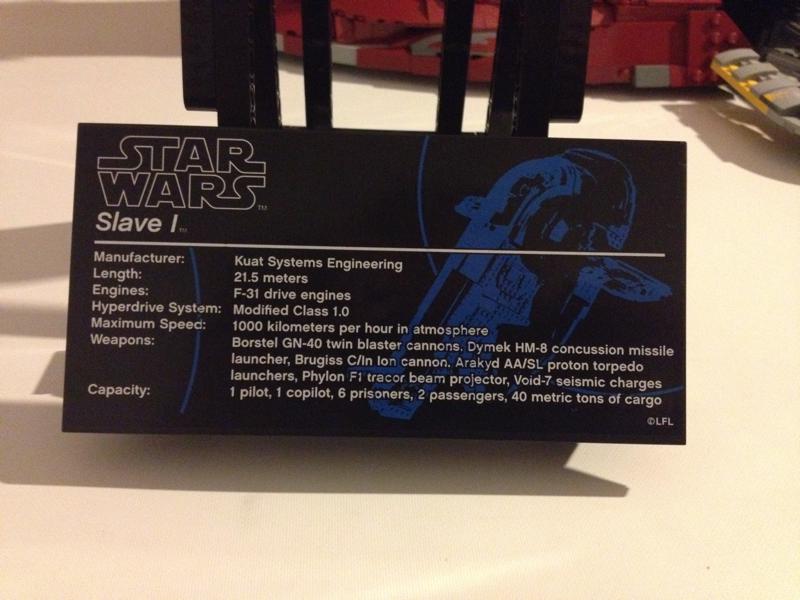 STAR
WARS™
Slave I™
Manufacturer: Kuat Systems Engineering
Length: 21.5 meters
Engines: F-31 drive engines
Hyperdrive System: Modified Class 1.0
Maximum Speed: 1000 kilometers per hour in atmosphere
Weapons: Borstel GN-40 twin blaster cannons. Dymek HM-8 concussion missile
launcher, Brugiss C/ln Ion cannon. Arakyd AA/SL proton torpedo
launchers, Phylon F1 tracor beam projector, Void-7 seismic charges
Capacity: 1 pilot, 1 copilot, 6 prisoners, 2 passengers, 40 metric tons of cargo
©LFL